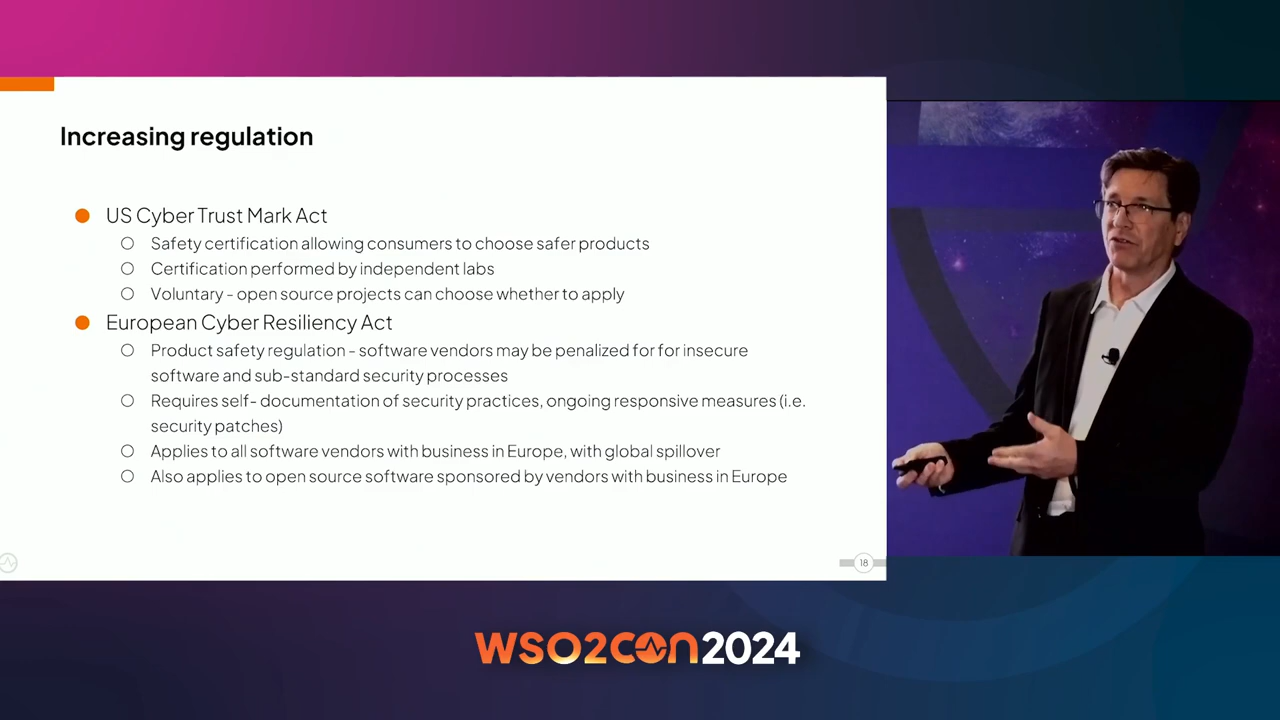 Increasing regulation
US Cyber Trust Mark Act
Safety certification allowing consumers to choose safer products
Certification performed by independent labs
Voluntary - open source projects can choose whether to apply
European Cyber Resiliency Act
Product safety regulation - software vendors may be penalized for for insecure
software and sub-standard security processes
Requires self- documentation of security practices, ongoing responsive measures (i.e.
security patches)
Applies to all software vendors with business in Europe, with global spillover
Also applies to open source software sponsored by vendors with business in Europe
18
WSO2CON2024